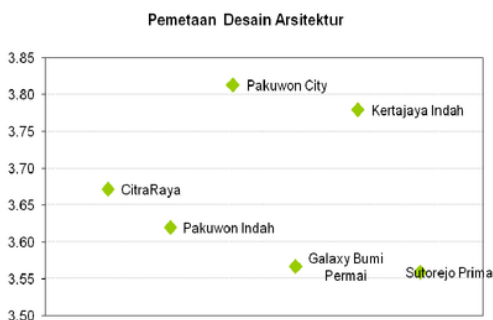 Pemetaan Desain Arsitektur
3.85
3.80
3.75
3.70
3.65
3.60
3.55
3.50
Pakuwon City
Kertajaya Indah
CitraRaya
Pakuwon Indah
Galaxy Bumi
Permai
Sutorejo Prima